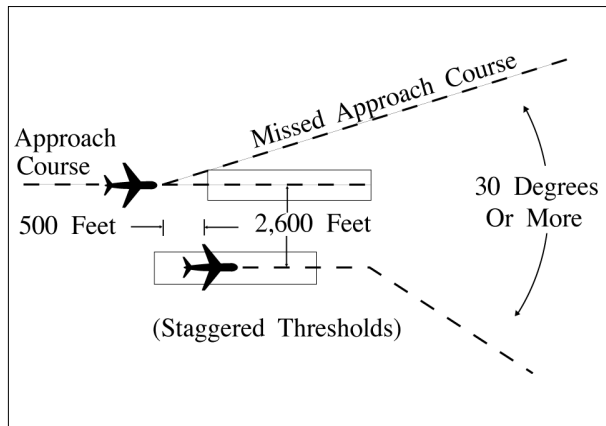 Missed Approach Course
Approach
Course
30 Degrees
Or More
500 Feet
2,600 Feet
(Staggered Thresholds)